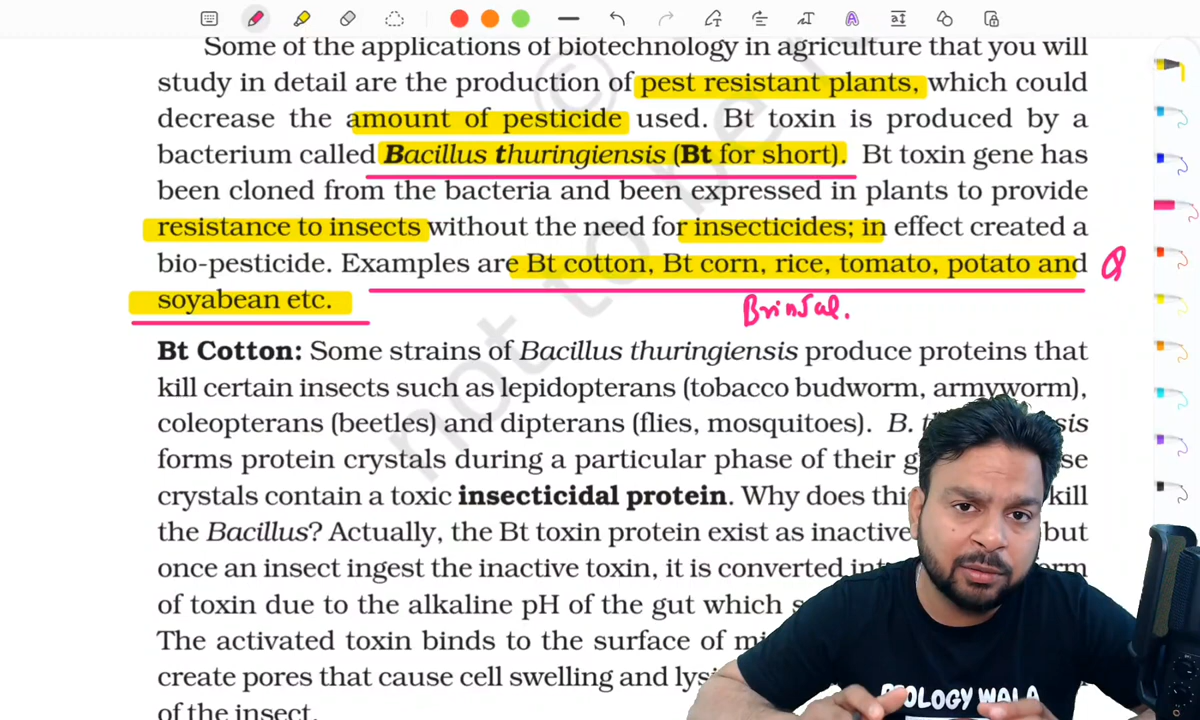 Some of the applications of biotechnology in agriculture that you will
study in detail are the production of pest resistant plants, which could
decrease the amount of pesticide used. Bt toxin is produced by a
bacterium called Bacillus thuringiensis (Bt for short). Bt toxin gene has
been cloned from the bacteria and been expressed in plants to provide
resistance to insects without the need for insecticides; in effect created a
bio-pesticide. Examples are Bt cotton, Bt corn, rice, tomato, potato and
soyabean etc.
Brinjal.
Bt Cotton: Some strains of Bacillus thuringiensis produce proteins that
kill certain insects such as lepidopterans (tobacco budworm, armyworm),
coleopterans (beetles) and dipterans (flies, mosquitoes). B.
forms protein crystals during a particular phase of their
crystals contain a toxic insecticidal protein. Why does kill
the Bacillus? Actually, the Bt toxin protein exist as inactive but
once an insect ingest the inactive toxin, it is converted
of toxin due to the alkaline pH of the gut which
The activated toxin binds to the surface of
create pores that cause cell swelling and
of the insect.
not to be
©
BIOLOGY WALA